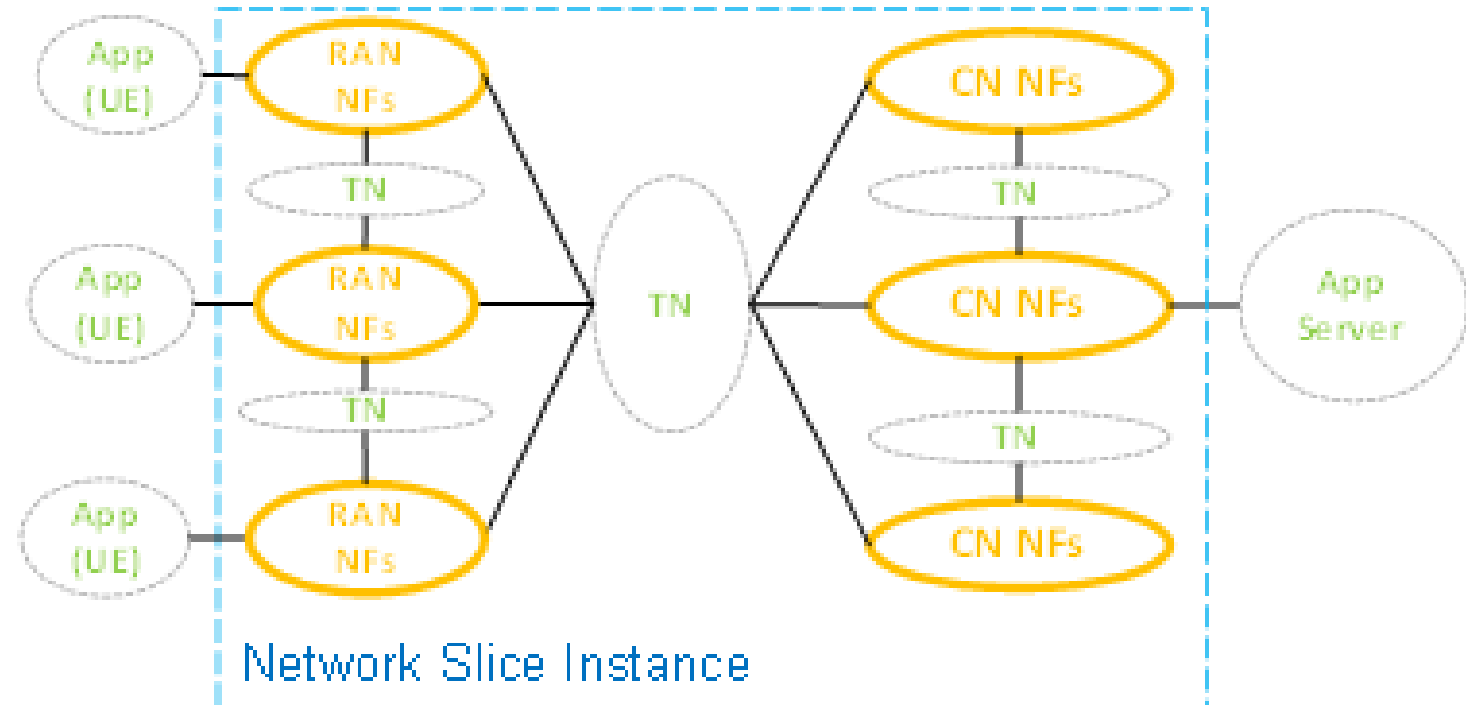 App
(UE)
RAN
NFs
CN NFs
TN
TN
App
(UE)
RAN
NFs
TN
CN NFs
App
Server
TN
TN
App
(UE)
RAN
NFs
CN NFs
Network Slice Instance